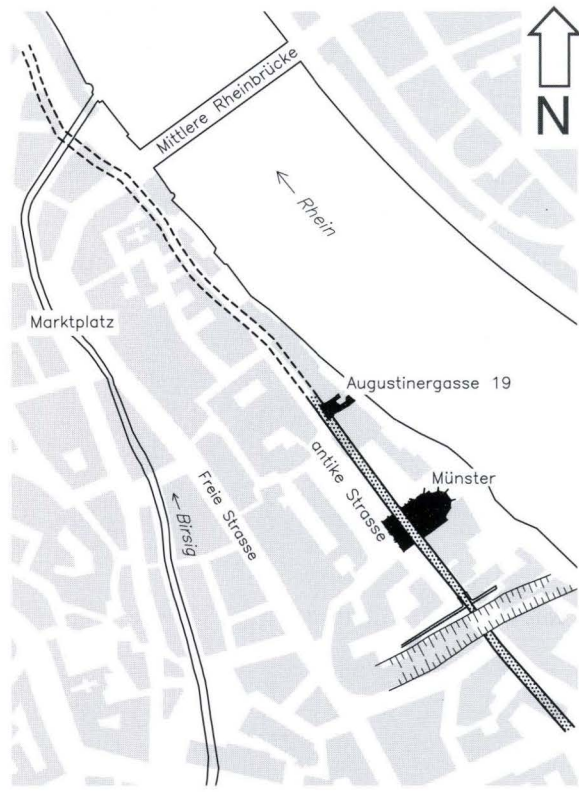 N
Mittlere Rheinbrücke
Rhein
Marktplatz
Augustinergasse 19
antike Strasse
Münster
Freie Strasse
Birsig